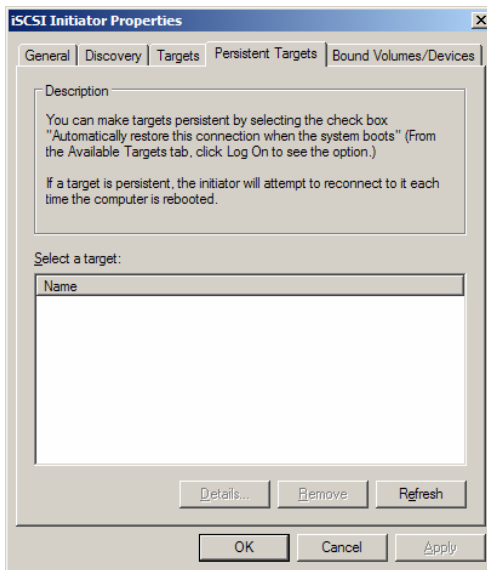 iSCSI Initiator Properties
General Discovery Targets Persistent Targets Bound Volumes/Devices
Description
You can make targets persistent by selecting the check box
"Automatically restore this connection when the system boots" (From
the Available Targets tab, click Log On to see the option.)
If a target is persistent, the initiator will attempt to reconnect to it each
time the computer is rebooted.
Select a target:
Name
Details... Remove Refresh
OK Cancel Apply